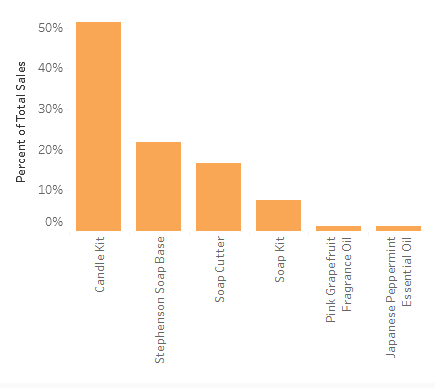 50%
40%
30%
20%
10%
0%
Percent of Total Sales
Candle Kit
Stephenson Soap Base
Soap Cutter
Soap Kit
Pink Grapefruit
Fragrance Oil
Japanese Peppermint
Essential Oil